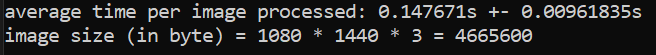 average time per image processed: 0.147671s +- 0.00961835s
image size (in byte) = 1080 * 1440 * 3 = 4665600